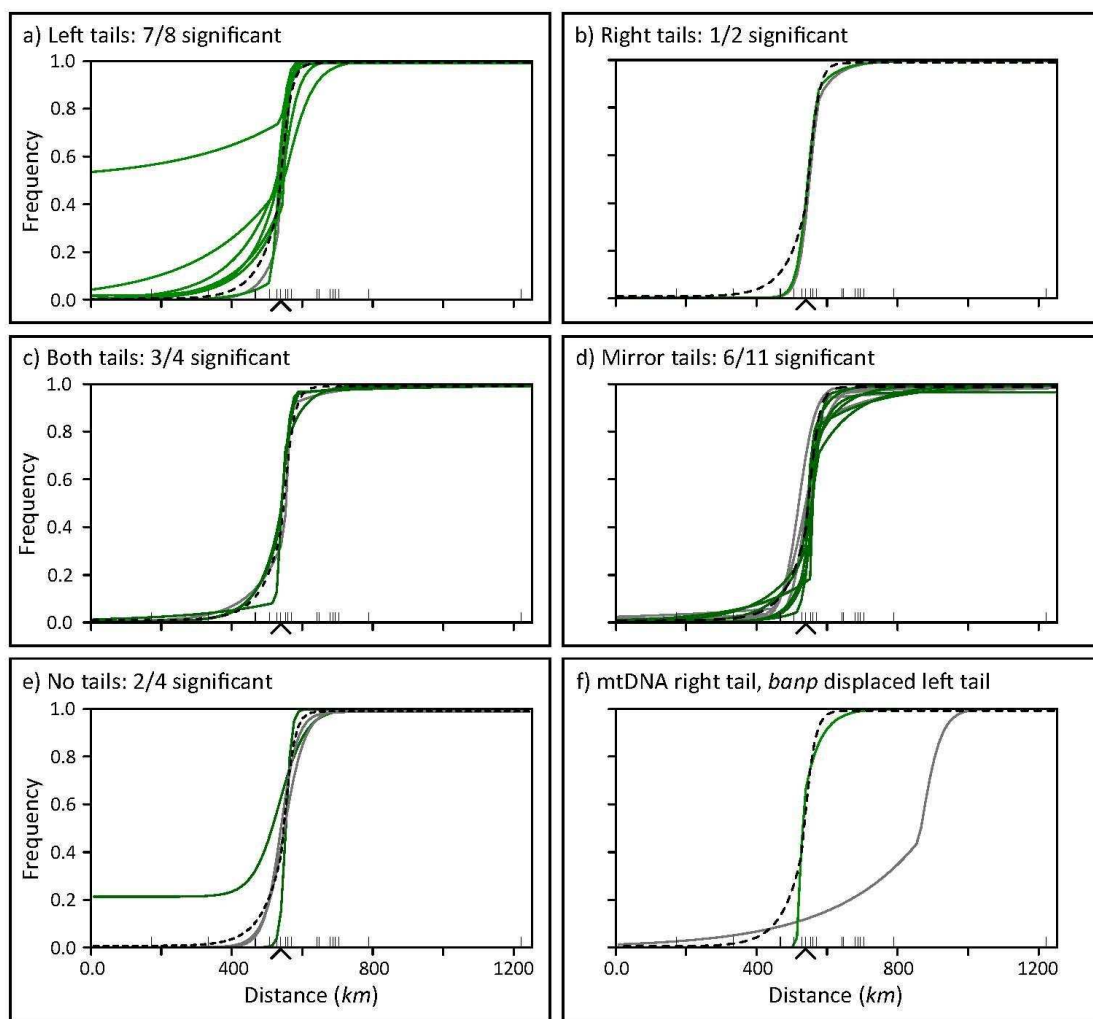 a) Left tails: 7/8 significant
1.0
0.8
0.6
0.4
0.2
0.0
Frequency
b) Right tails: 1/2 significant
c) Both tails: 3/4 significant
1.0
0.8
0.6
0.4
0.2
0.0
Frequency
d) Mirror tails: 6/11 significant
e) No tails: 2/4 significant
1.0
0.8
0.6
0.4
0.2
0.0
Frequency
0.0 400 800 1200
Distance (km)
f) mtDNA right tail, banp displaced left tail
0.0 400 800 1200
Distance (km)